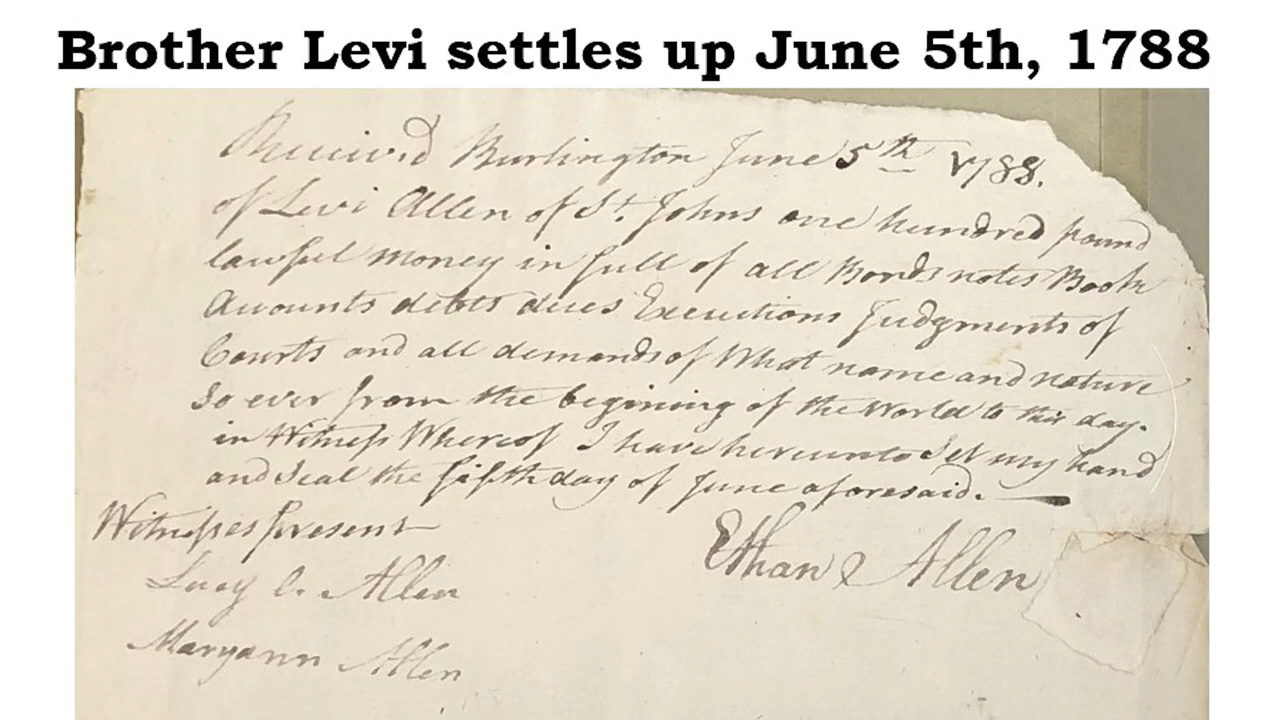 Brother Levi settles up June 5th, 1788
Received Burlington June 5th 1788.
of Levi Allen of St. Johns one hundred pound
lawful money in full of all Bonds notes Book
Accounts debts dues Executions Judgments of
Courts and all demands of What name and nature
So ever from the begining of the World to this day.
in Witness Whereof I have hereunto Set my hand
and Seal the fifth day of June aforesaid.
Witnesses present
Ethan Allen
Lucy C. Allen
Maryann Allen